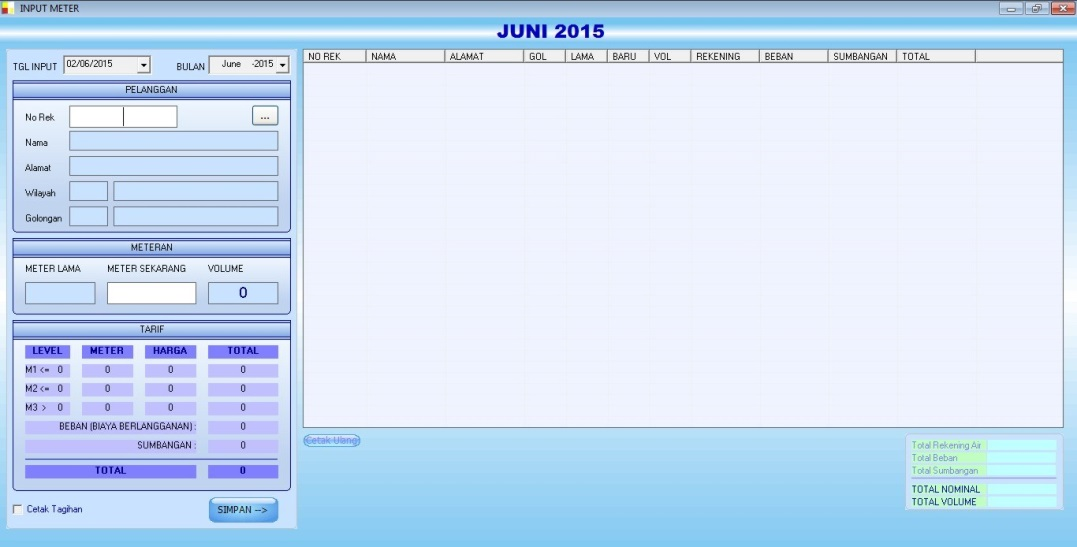 INPUT METER
JUNI 2015
TGL INPUT 02/06/2015 BULAN June -2015
PELANGGAN
No Rek ...
Nama
Alamat
Wilayah
Golongan
METERAN
METER LAMA METER SEKARANG VOLUME
0
TARIF
LEVEL METER HARGA TOTAL
M1 <= 0 0 0 0
M2 <= 0 0 0 0
M3 > 0 0 0 0
BEBAN (BIAYA BERLANGGANAN) : 0
SUMBANGAN : 0
TOTAL 0
Cetak Tagihan SIMPAN -->
NO REK NAMA ALAMAT GOL LAMA BARU VOL REKENING BEBAN SUMBANGAN TOTAL
Cetak Ulang
Total Rekening Air
Total Beban
Total Sumbangan
TOTAL NOMINAL
TOTAL VOLUME